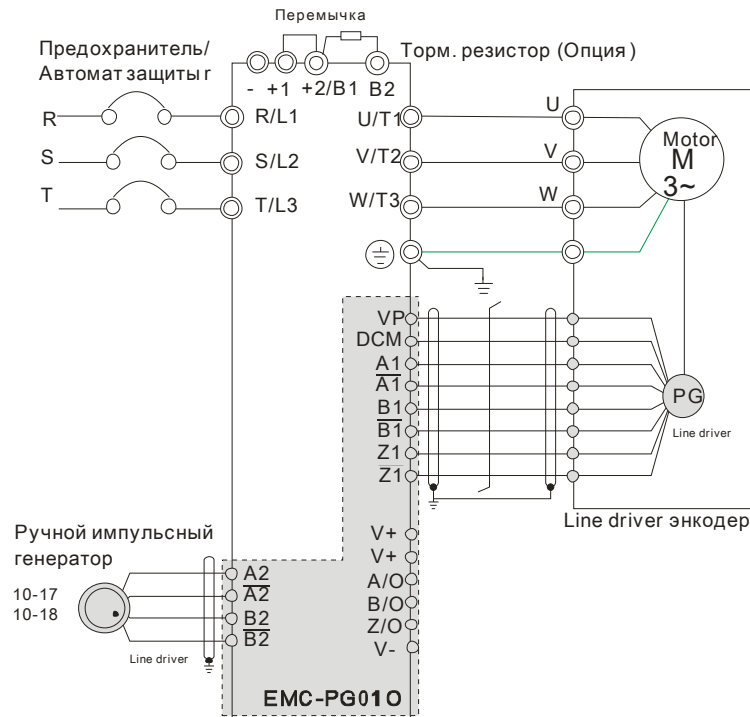 Перемычка
Предохранитель/
Автомат защиты r
Торм. резистор (Опция)
- +1 +2/B1 B2
R
R/L1
U/T1
U
S
S/L2
V/T2
V
T
T/L3
W/T3
W
Motor
M
3~
VP
DCM
A1
A1
B1
B1
Z1
Z1
PG
Line driver
Line driver энкодер
V+
V+
A/O
B/O
Z/O
V-
Ручной импульсный
генератор
10-17
10-18
A2
A2
B2
B2
Line driver
EMC-PG01O